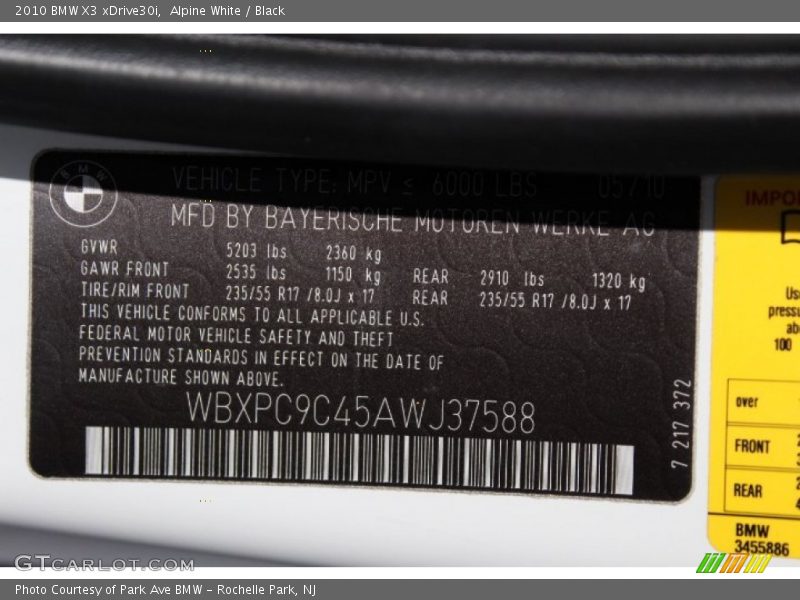 2010 BMW X3 xDrive30i,  Alpine White / Black
BMW
VEHICLE TYPE: MPV ≤ 6000 LBS 05/10
MFD BY BAYERISCHE MOTOREN WERKE AG
GVWR 5203 lbs 2360 kg
GAWR FRONT 2535 lbs 1150 kg REAR 2910 lbs 1320 kg
TIRE/RIM FRONT 235/55 R17 /8.0J x 17 REAR 235/55 R17 /8.0J x 17
THIS VEHICLE CONFORMS TO ALL APPLICABLE U.S.
FEDERAL MOTOR VEHICLE SAFETY AND THEFT
PREVENTION STANDARDS IN EFFECT ON THE DATE OF
MANUFACTURE SHOWN ABOVE.
WBXPC9C45AWJ37588
7 217 372
over
FRONT
REAR
BMW
3455886
100
GTCARLOT.COM
Photo Courtesy of Park Ave BMW - Rochelle Park, NJ